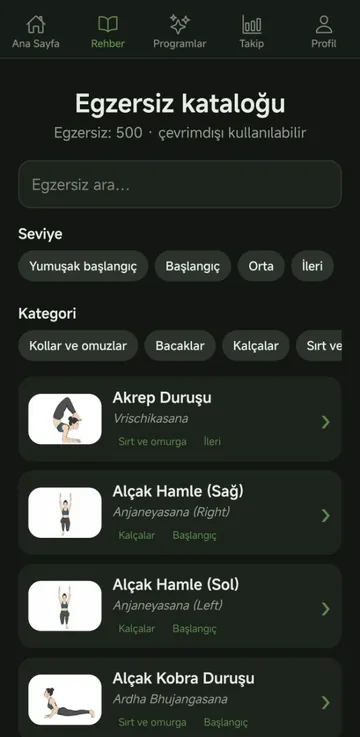 Ana Sayfa
Rehber
Programlar
Takip
Profil
Egzersiz kataloğu
Egzersiz: 500 · çevrimdışı kullanılabilir
Egzersiz ara...
Seviye
Yumuşak başlangıç
Başlangıç
Orta
İleri
Kategori
Kollar ve omuzlar
Bacaklar
Kalçalar
Sırt ve
Akrep Duruşu
Vrischikasana
Sırt ve omurga
İleri
Alçak Hamle (Sağ)
Anjaneyasana (Right)
Kalçalar
Başlangıç
Alçak Hamle (Sol)
Anjaneyasana (Left)
Kalçalar
Başlangıç
Alçak Kobra Duruşu
Ardha Bhujangasana
Sırt ve omurga
Başlangıç